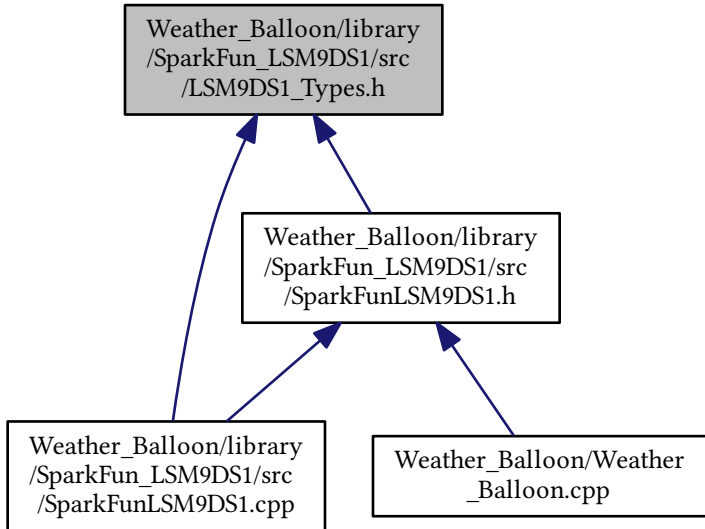 Weather_Balloon/library
/SparkFun_LSM9DS1/src
/LSM9DS1_Types.h
Weather_Balloon/library
/SparkFun_LSM9DS1/src
/SparkFunLSM9DS1.h
Weather_Balloon/library
/SparkFun_LSM9DS1/src
/SparkFunLSM9DS1.cpp
Weather_Balloon/Weather
_Balloon.cpp